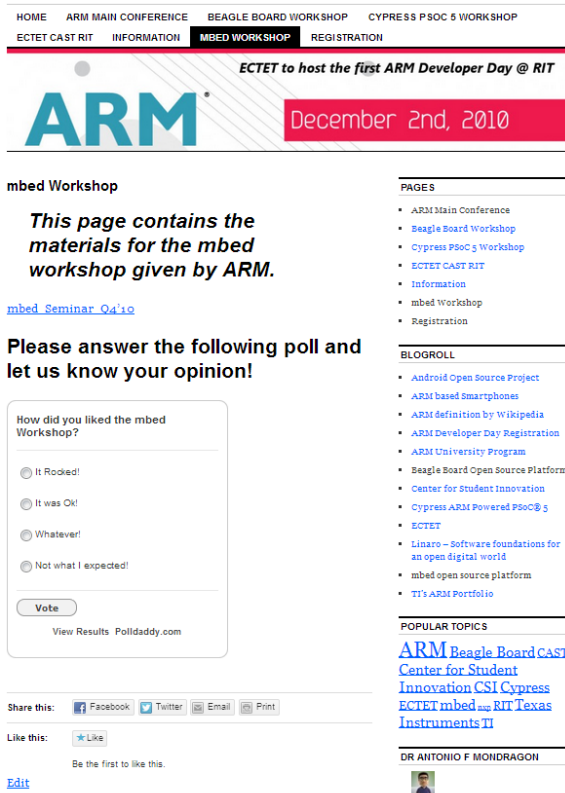 HOME ARM MAIN CONFERENCE BEAGLE BOARD WORKSHOP CYPRESS PSOC 5 WORKSHOP
ECTET CAST RIT INFORMATION MBED WORKSHOP REGISTRATION
ECTET to host the first ARM Developer Day @ RIT
ARM
December 2nd, 2010
mbed Workshop
This page contains the
materials for the mbed
workshop given by ARM.
mbed_Seminar_Q4'10
Please answer the following poll and
let us know your opinion!
How did you liked the mbed
Workshop?
It Rocked!
It was Ok!
Whatever!
Not what I expected!
Vote
View Results Polldaddy.com
Share this: Facebook Twitter Email Print
Like this: Like
Be the first to like this.
Edit
PAGES
ARM Main Conference
Beagle Board Workshop
Cypress PSoC 5 Workshop
ECTET CAST RIT
Information
mbed Workshop
Registration
BLOGROLL
Android Open Source Project
ARM based Smartphones
ARM definition by Wikipedia
ARM Developer Day Registration
ARM University Program
Beagle Board Open Source Platform
Center for Student Innovation
Cypress ARM Powered PSoC® 5
ECTET
Linaro – Software foundations for
an open digital world
mbed open source platform
TI's ARM Portfolio
POPULAR TOPICS
ARM Beagle Board CAST
Center for Student
Innovation CSI Cypress
ECTET mbed nxp RIT Texas
Instruments TI
DR ANTONIO F MONDRAGON